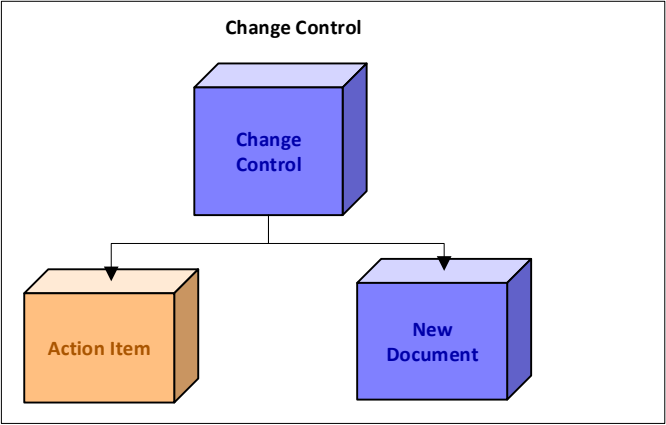 Change Control
Change
Control
Action Item
New
Document